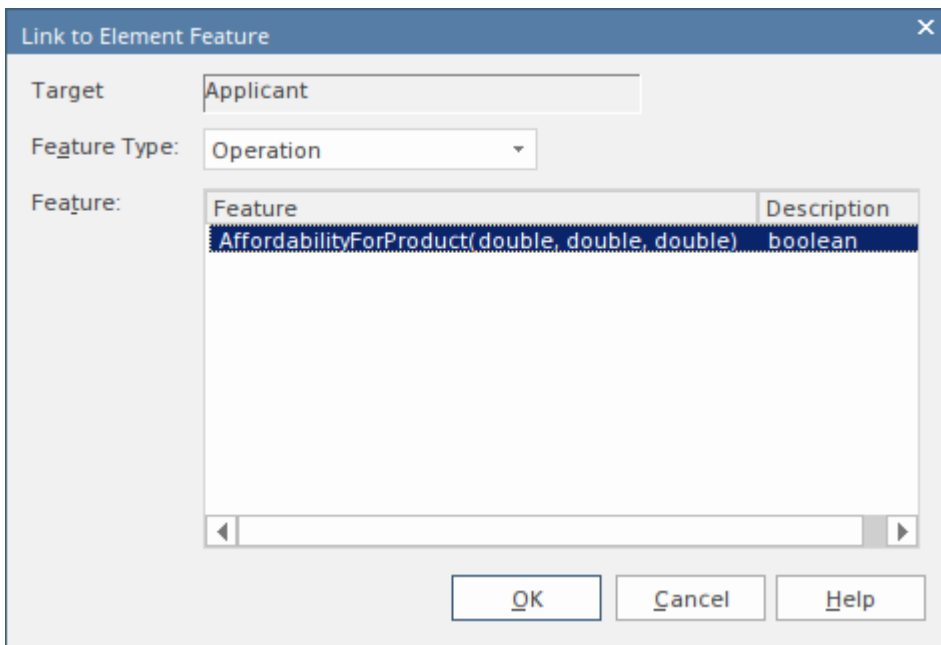 Link to Element Feature
Target Applicant
Feature Type: Operation
Feature:
Feature Description
AffordabilityForProduct(double, double, double) boolean
OK Cancel Help